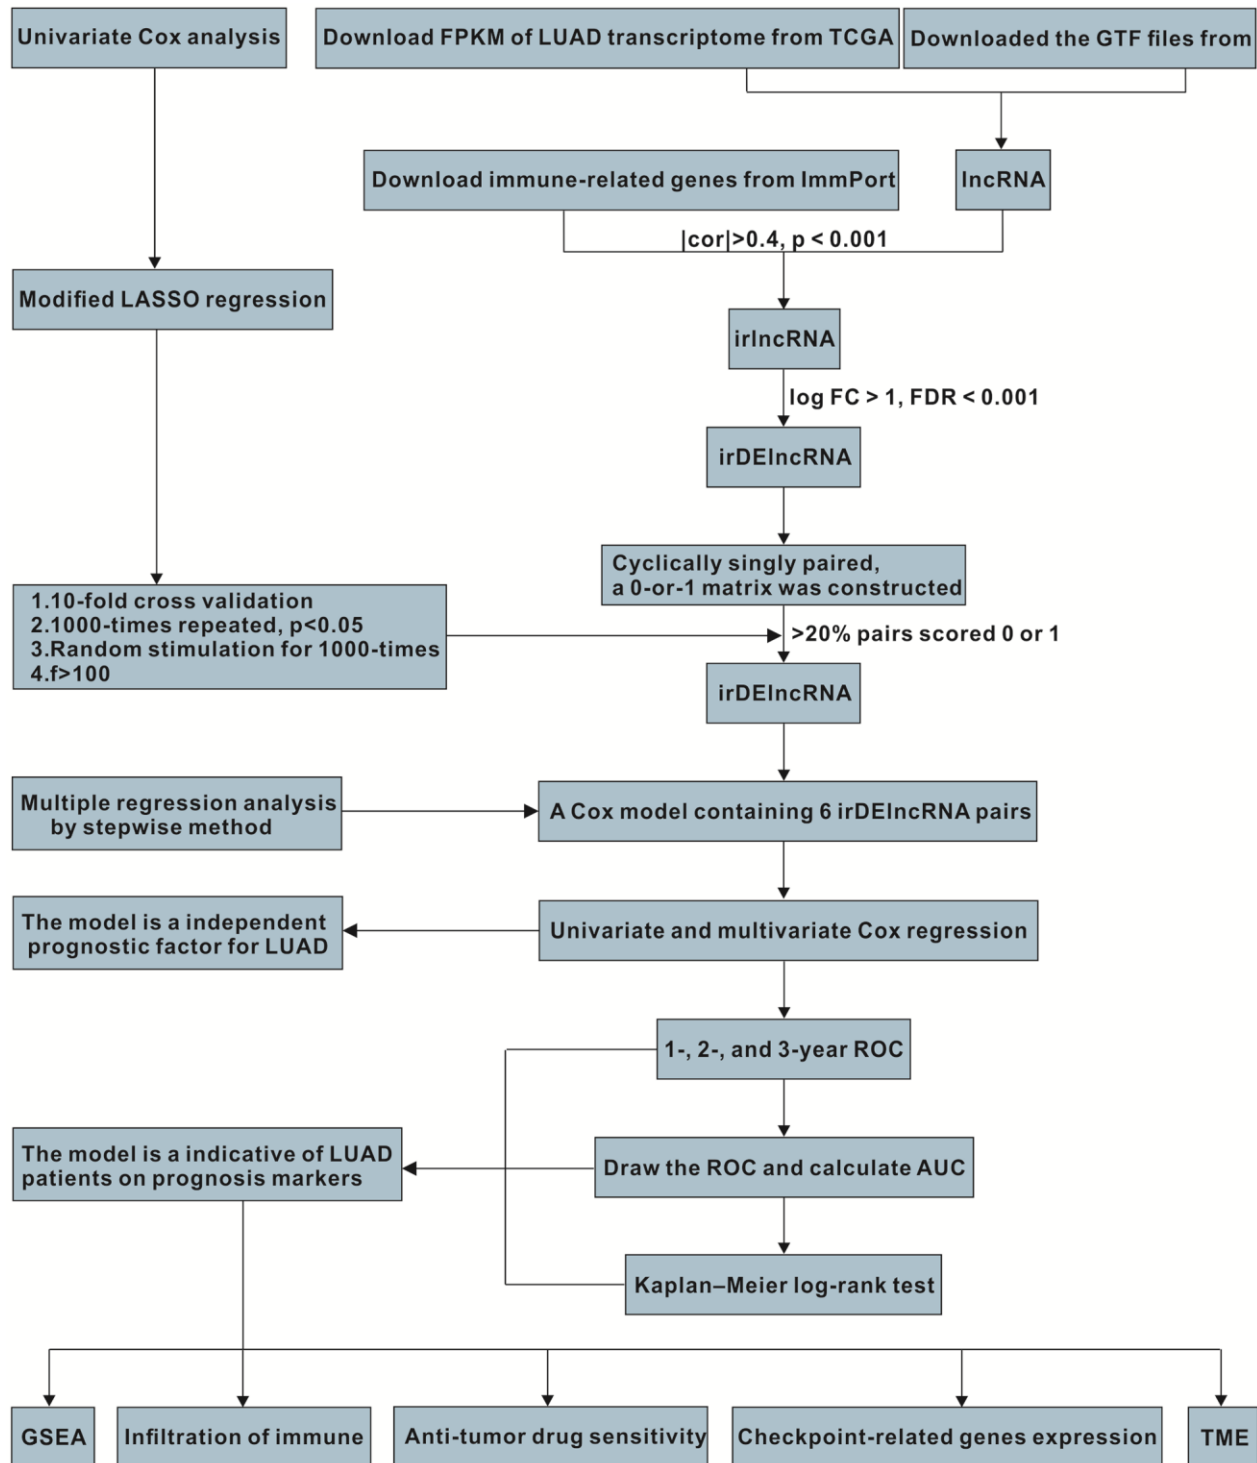 Univariate Cox analysis
Download FPKM of LUAD transcriptome from TCGA
Downloaded the GTF files from
Download immune-related genes from ImmPort
lncRNA
|cor|>0.4, p < 0.001
Modified LASSO regression
irlncRNA
log FC > 1, FDR < 0.001
irDElncRNA
Cyclically singly paired,
a 0-or-1 matrix was constructed
1.10-fold cross validation
2.1000-times repeated, p<0.05
3.Random stimulation for 1000-times
4.f>100
>20% pairs scored 0 or 1
irDElncRNA
Multiple regression analysis
by stepwise method
A Cox model containing 6 irDElncRNA pairs
The model is a independent
prognostic factor for LUAD
Univariate and multivariate Cox regression
1-, 2-, and 3-year ROC
The model is a indicative of LUAD
patients on prognosis markers
Draw the ROC and calculate AUC
Kaplan–Meier log-rank test
GSEA
Infiltration of immune
Anti-tumor drug sensitivity
Checkpoint-related genes expression
TME